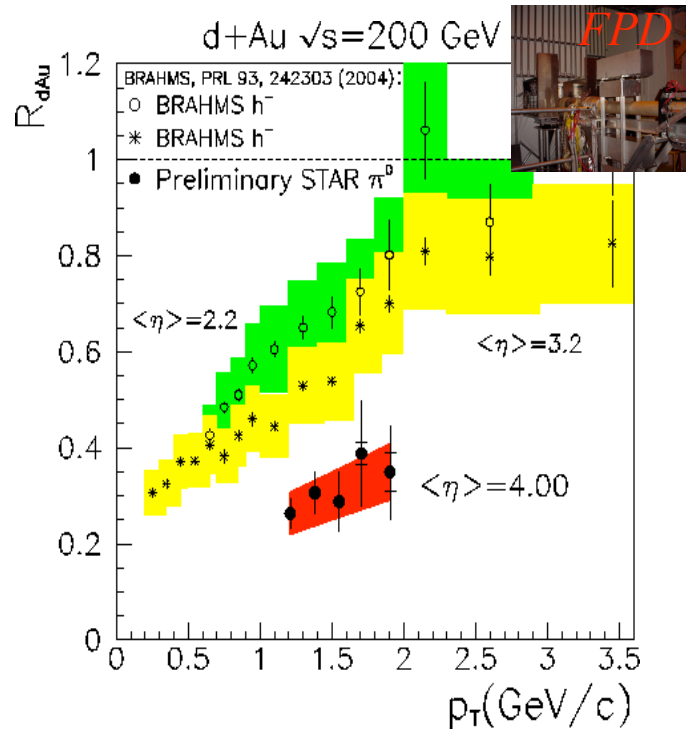 d+Au √s=200 GeV
FPD
BRAHMS, PRL 93, 242303 (2004):
○ BRAHMS h⁻
* BRAHMS h⁻
● Preliminary STAR π⁰
R_dAu
1.2
1
0.8
0.6
0.4
0.2
0
<η>=2.2
<η>=3.2
<η>=4.00
0 0.5 1 1.5 2 2.5 3 3.5
p_T(GeV/c)